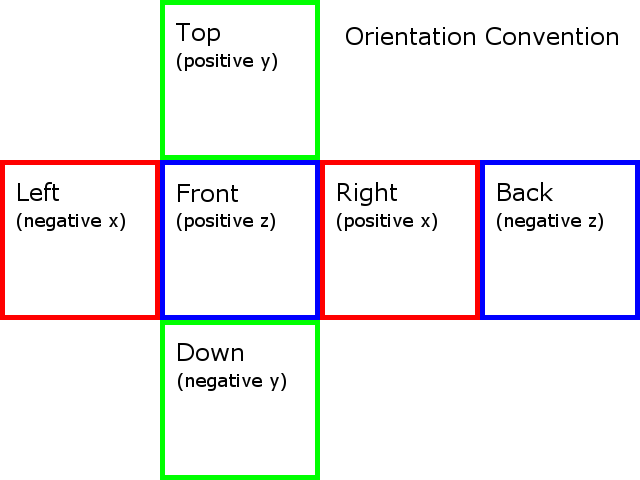 Top
(positive y)
Orientation Convention
Left
(negative x)
Front
(positive z)
Right
(positive x)
Back
(negative z)
Down
(negative y)